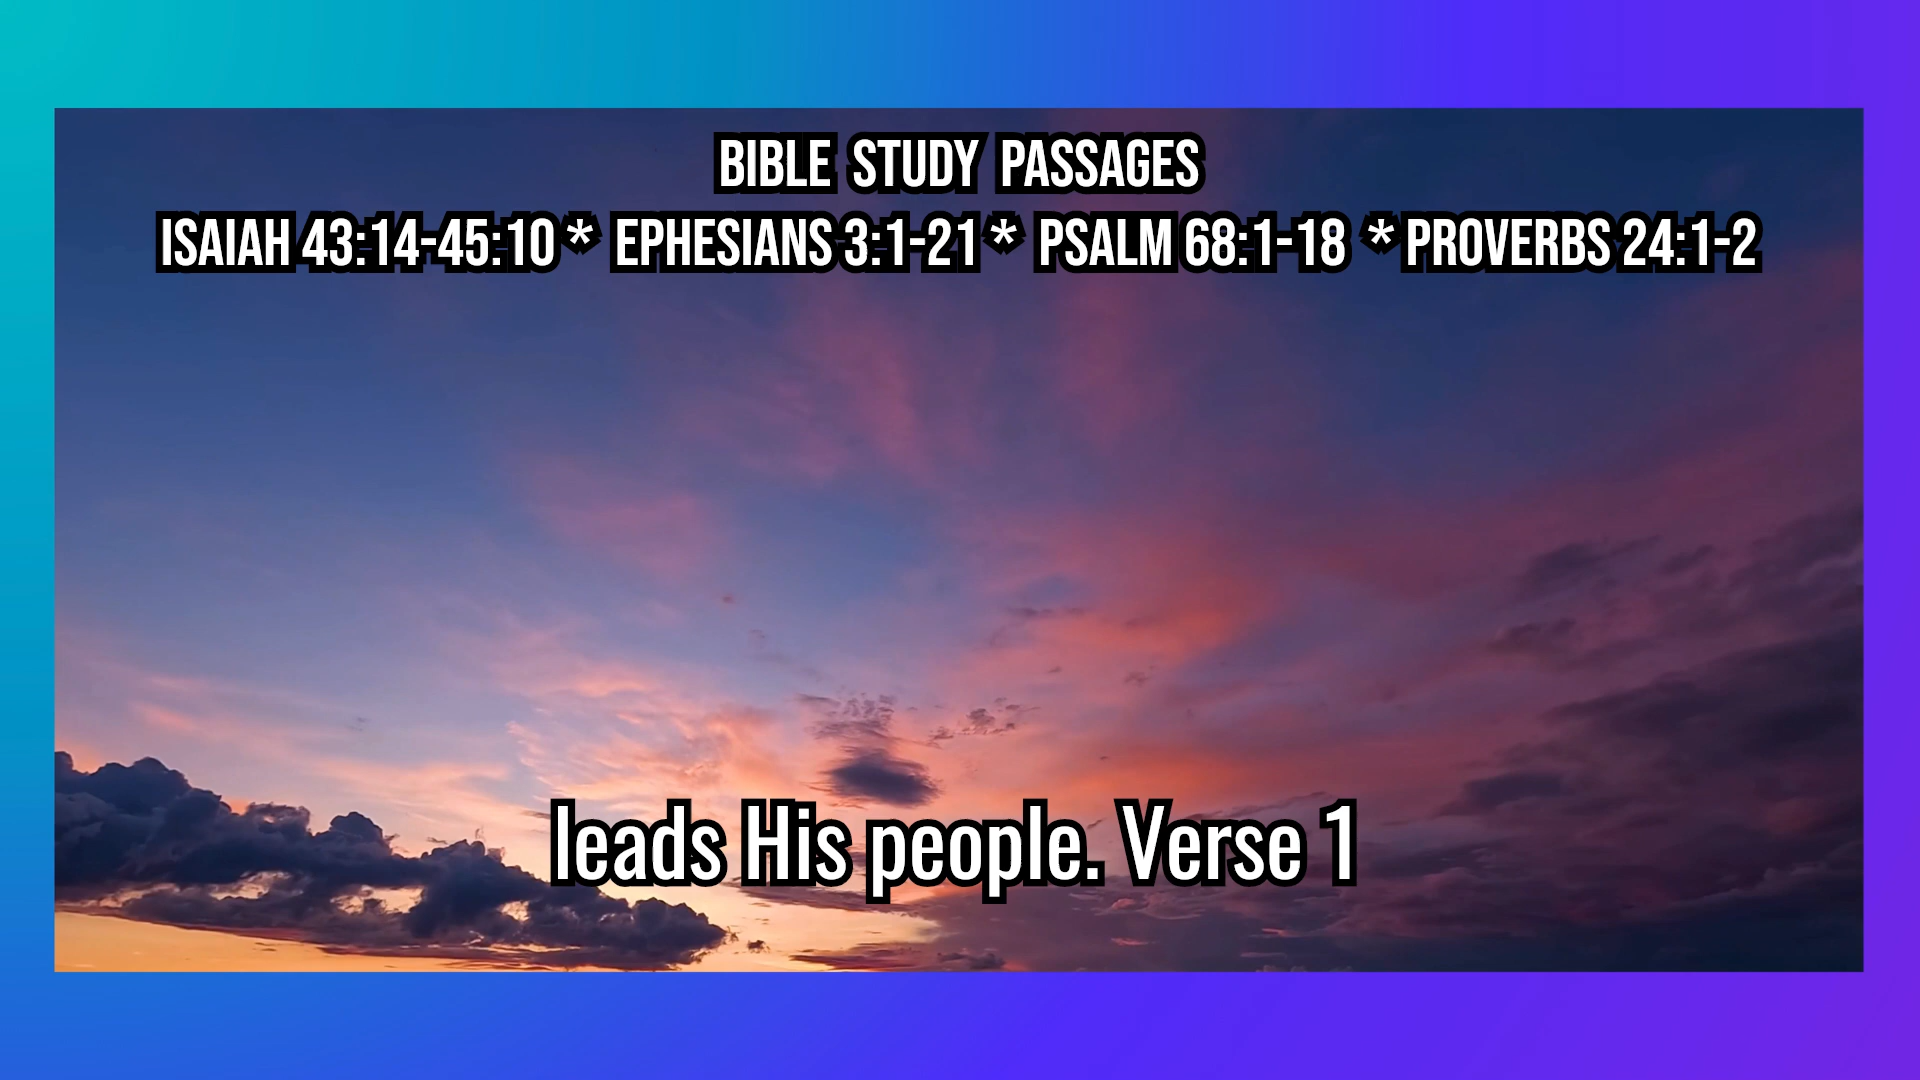 BIBLE STUDY PASSAGES
ISAIAH 43:14-45:10 * EPHESIANS 3:1-21 * PSALM 68:1-18 * PROVERBS 24:1-2
leads His people. Verse 1